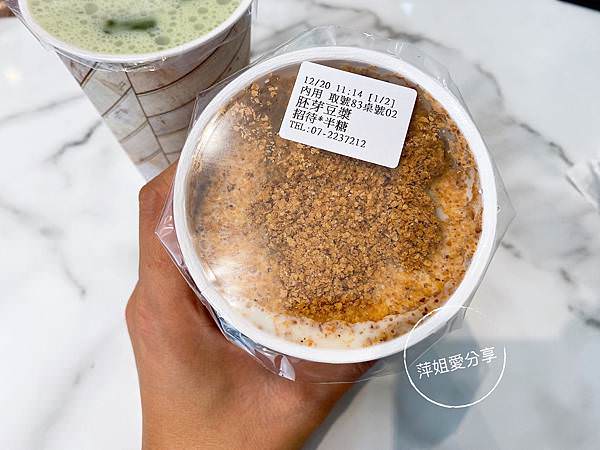 12/20 11:14 [1/2]
內用 取號83桌號02
胚芽豆漿
招待*半糖
TEL:07-2237212
萍姐愛分享